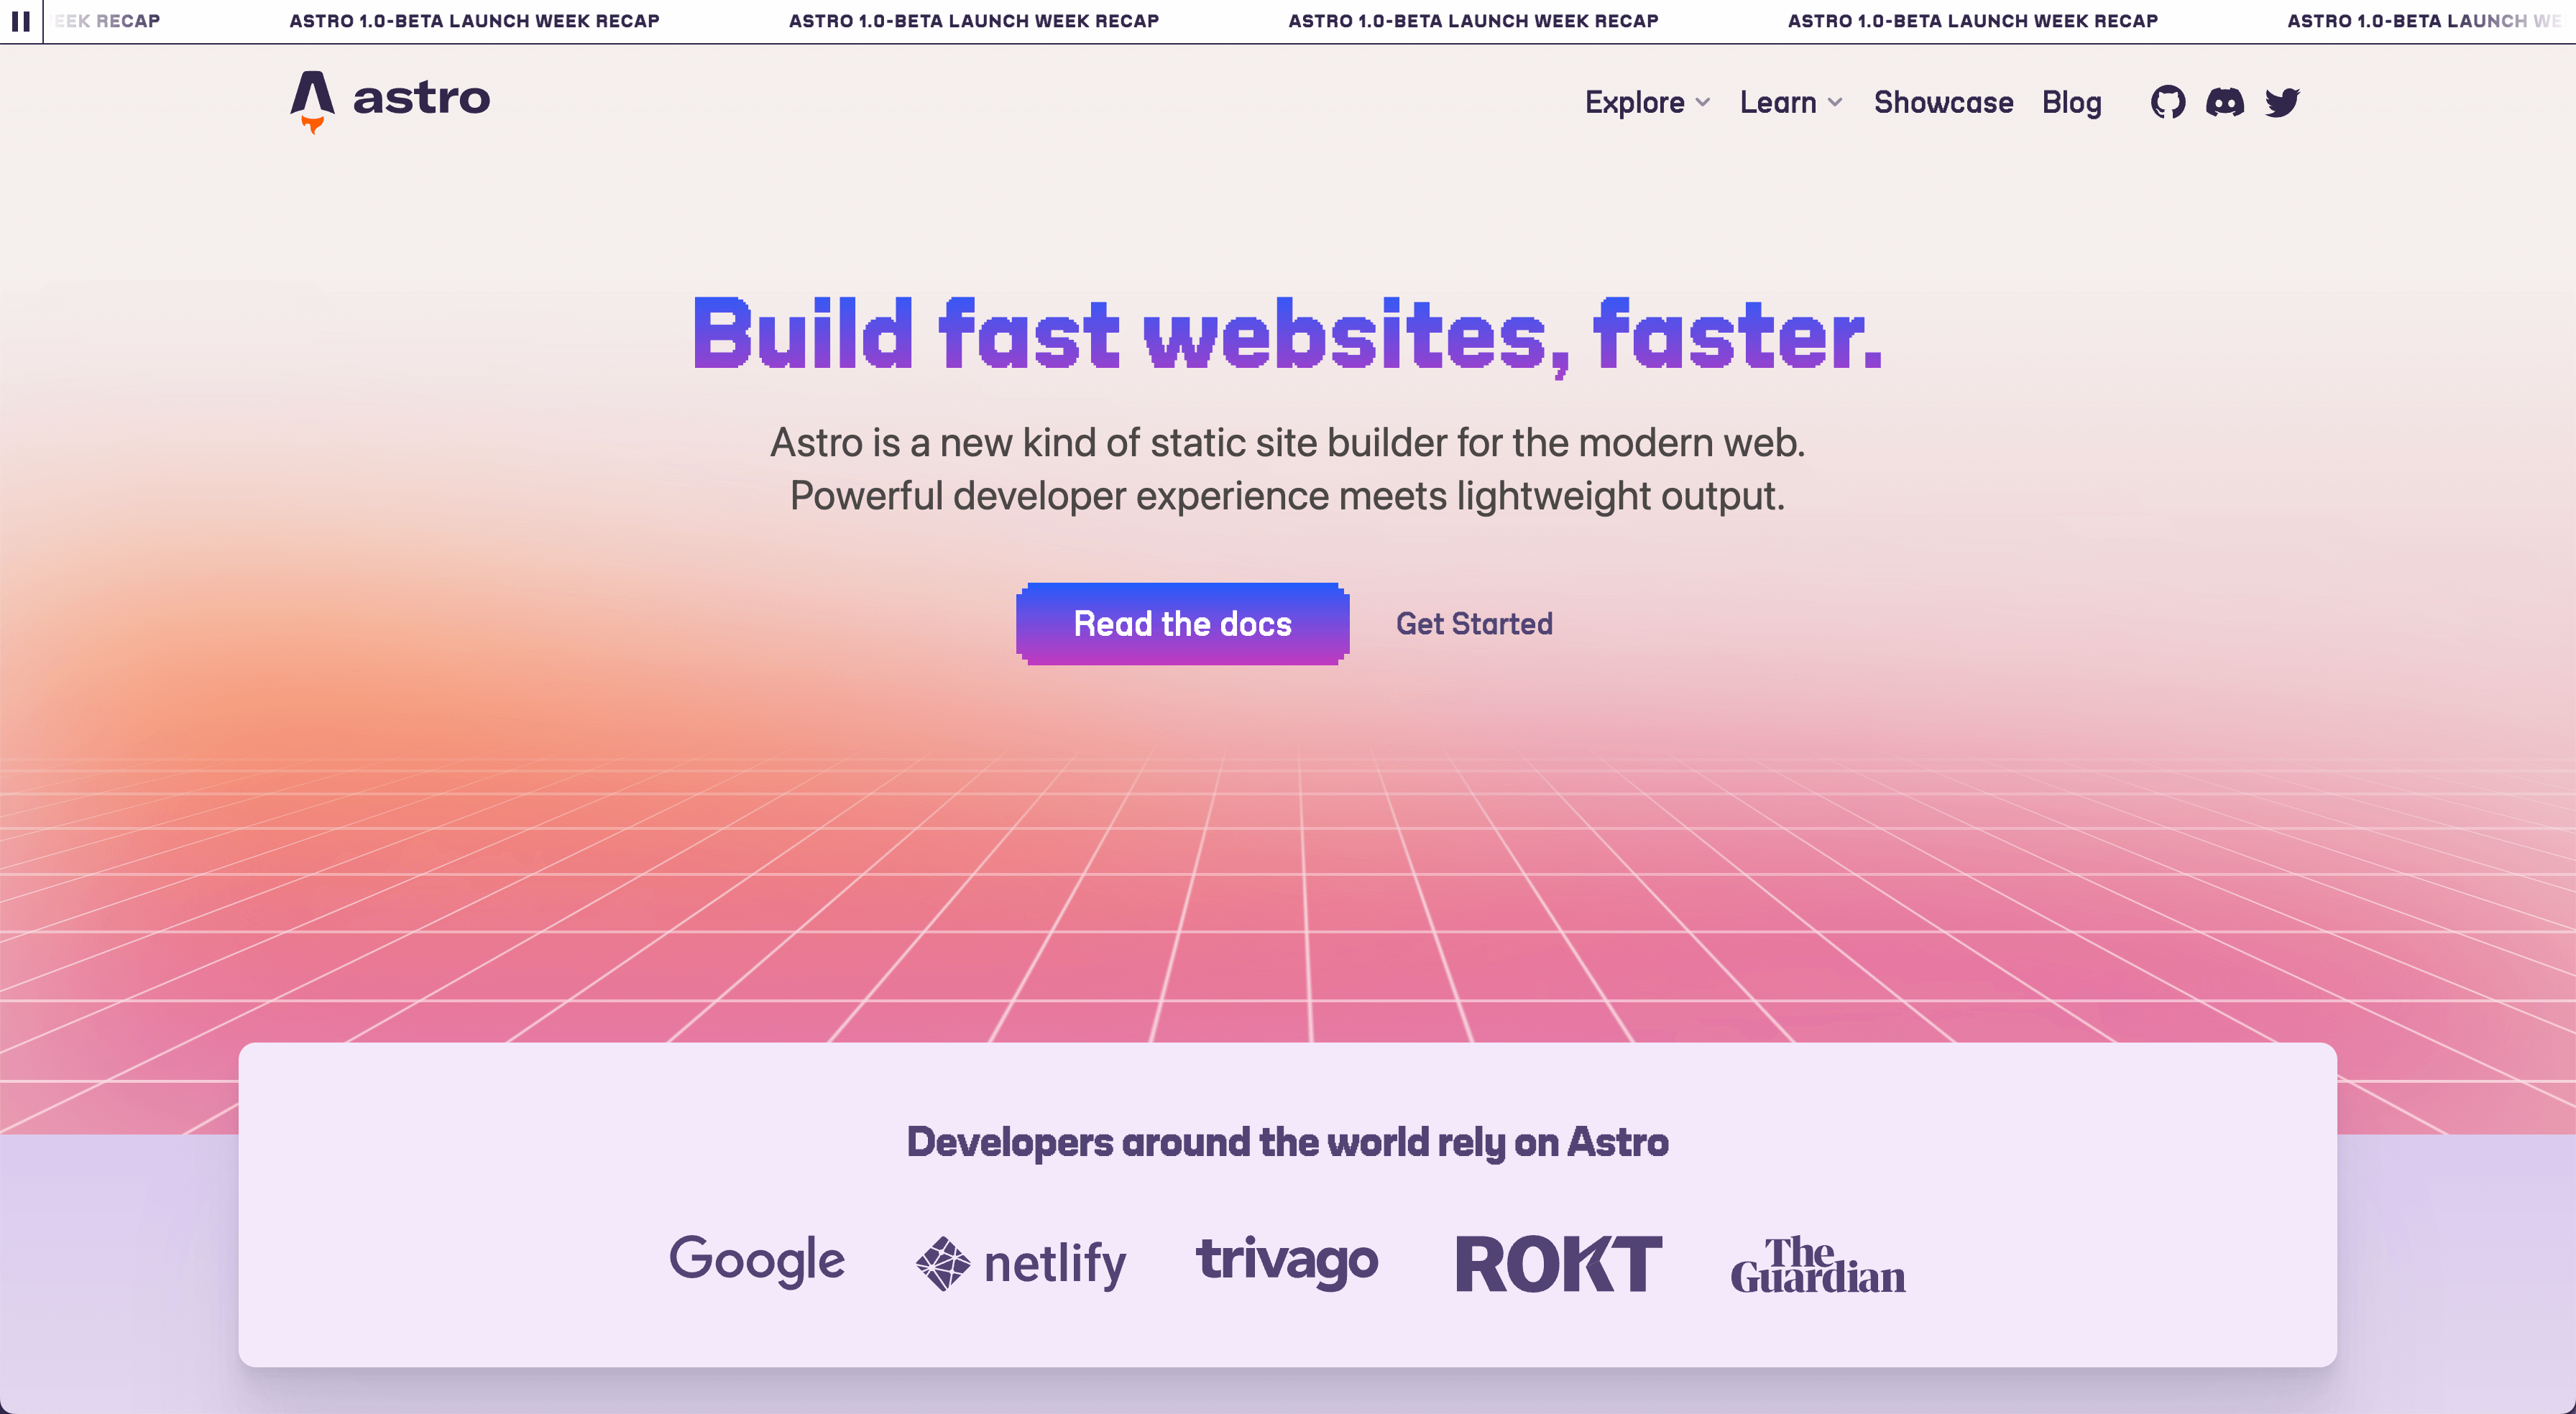 EEK RECAP
ASTRO 1.0-BETA LAUNCH WEEK RECAP
ASTRO 1.0-BETA LAUNCH WEEK RECAP
ASTRO 1.0-BETA LAUNCH WEEK RECAP
ASTRO 1.0-BETA LAUNCH WEEK RECAP
ASTRO 1.0-BETA LAUNCH WE
astro
Explore
Learn
Showcase
Blog
Build fast websites, faster.
Astro is a new kind of static site builder for the modern web.
Powerful developer experience meets lightweight output.
Read the docs
Get Started
Developers around the world rely on Astro
Google
netlify
trivago
ROKT
The
Guardian